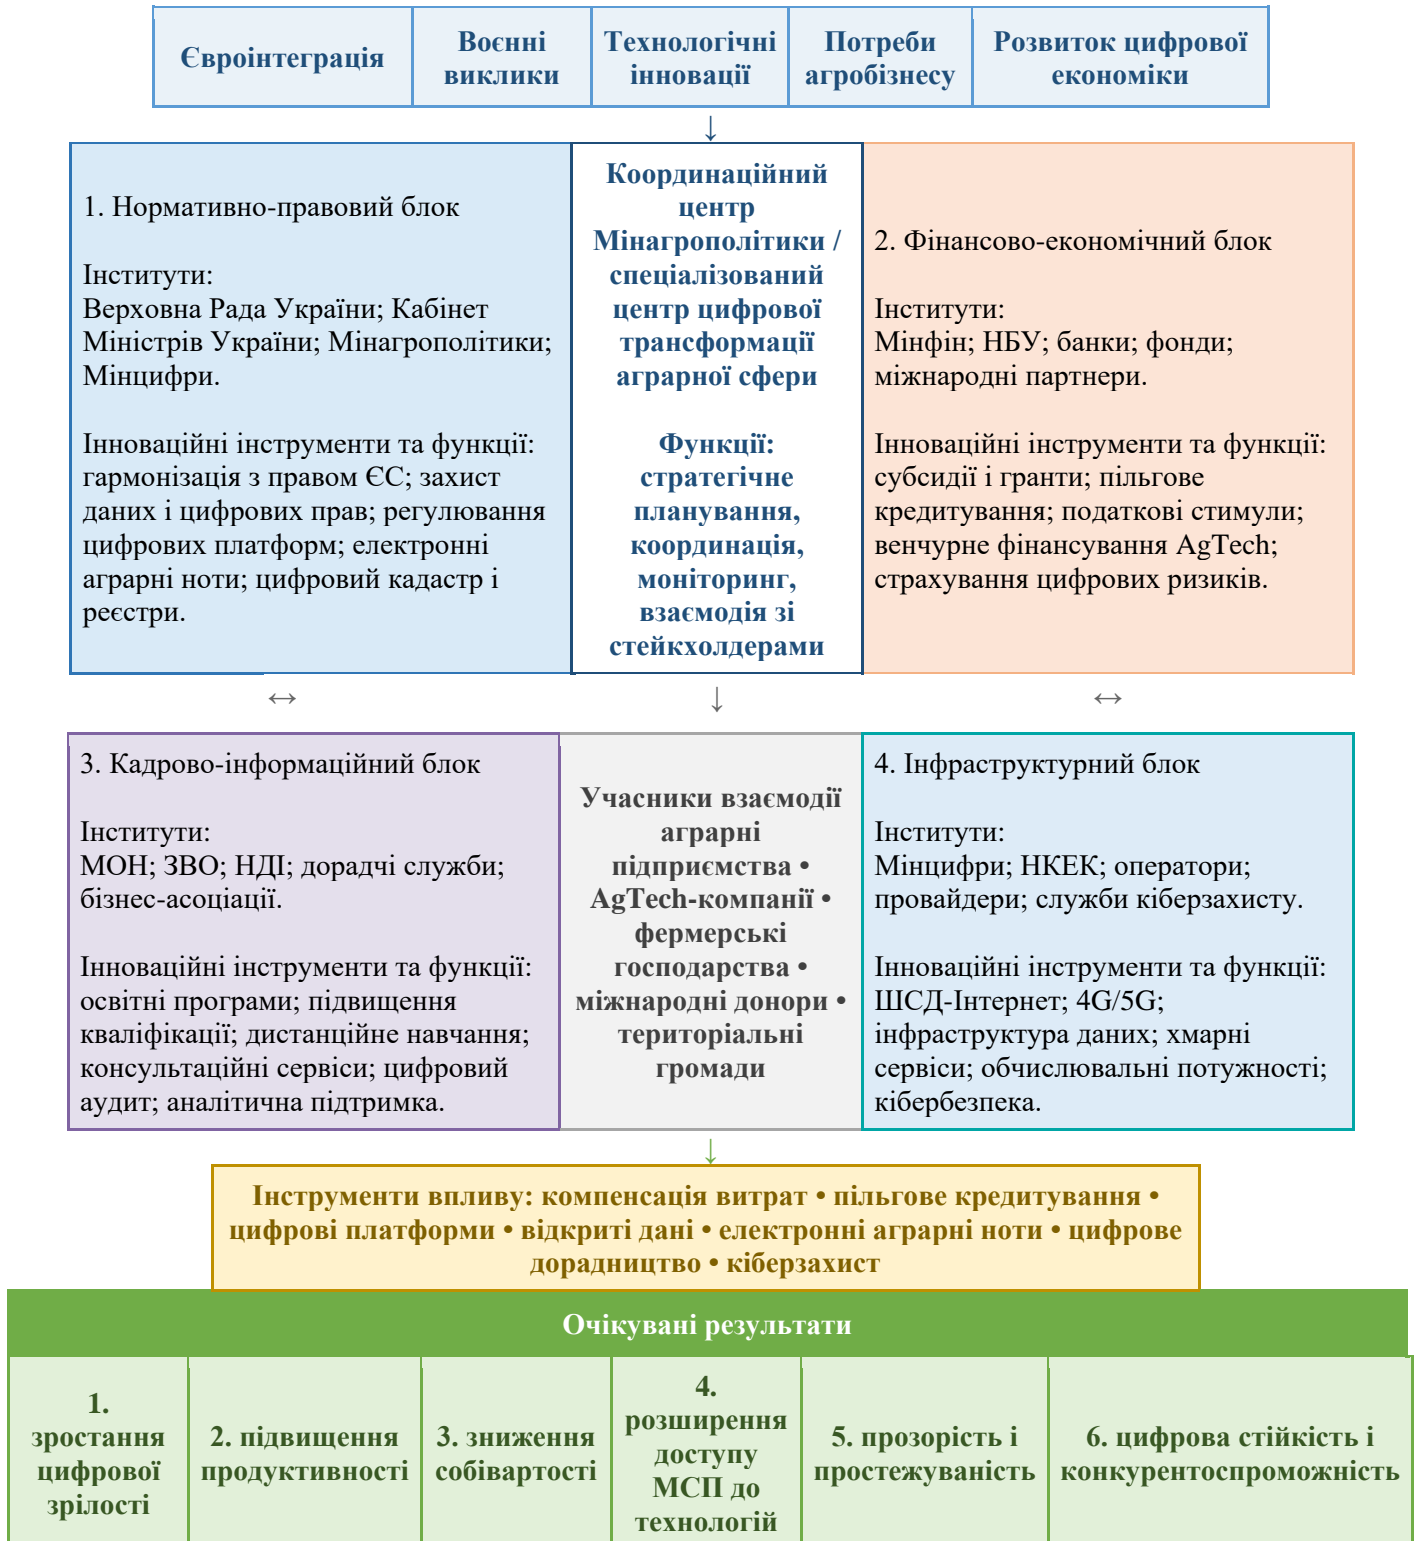 Євроінтеграція
Воєнні
виклики
Технологічні
інновації
Потреби
агробізнесу
Розвиток цифрової
економіки
↓
1. Нормативно-правовий блок
Інститути:
Верховна Рада України; Кабінет
Міністрів України; Мінагрополітики;
Мінцифри.
Інноваційні інструменти та функції:
гармонізація з правом ЄС; захист
даних і цифрових прав; регулювання
цифрових платформ; електронні
аграрні ноти; цифровий кадастр і
реєстри.
Координаційний
центр
Мінагрополітики /
спеціалізований
центр цифрової
трансформації
аграрної сфери
Функції:
стратегічне
планування,
координація,
моніторинг,
взаємодія зі
стейкхолдерами
2. Фінансово-економічний блок
Інститути:
Мінфін; НБУ; банки; фонди;
міжнародні партнери.
Інноваційні інструменти та функції:
субсидії і гранти; пільгове
кредитування; податкові стимули;
венчурне фінансування AgTech;
страхування цифрових ризиків.
↔ ↓ ↔
3. Кадрово-інформаційний блок
Інститути:
МОН; ЗВО; НДІ; дорадчі служби;
бізнес-асоціації.
Інноваційні інструменти та функції:
освітні програми; підвищення
кваліфікації; дистанційне навчання;
консультаційні сервіси; цифровий
аудит; аналітична підтримка.
Учасники взаємодії
аграрні
підприємства •
AgTech-компанії •
фермерські
господарства •
міжнародні донори •
територіальні
громади
4. Інфраструктурний блок
Інститути:
Мінцифри; НКЕК; оператори;
провайдери; служби кіберзахисту.
Інноваційні інструменти та функції:
ШСД-Інтернет; 4G/5G;
інфраструктура даних; хмарні
сервіси; обчислювальні потужності;
кібербезпека.
↓
Інструменти впливу: компенсація витрат • пільгове кредитування •
цифрові платформи • відкриті дані • електронні аграрні ноти • цифрове
дорадництво • кіберзахист
Очікувані результати
1.
зростання
цифрової
зрілості
2. підвищення
продуктивності
3. зниження
собівартості
4.
розширення
доступу
МСП до
технологій
5. прозорість і
простежуваність
6. цифрова стійкість і
конкурентоспроможність